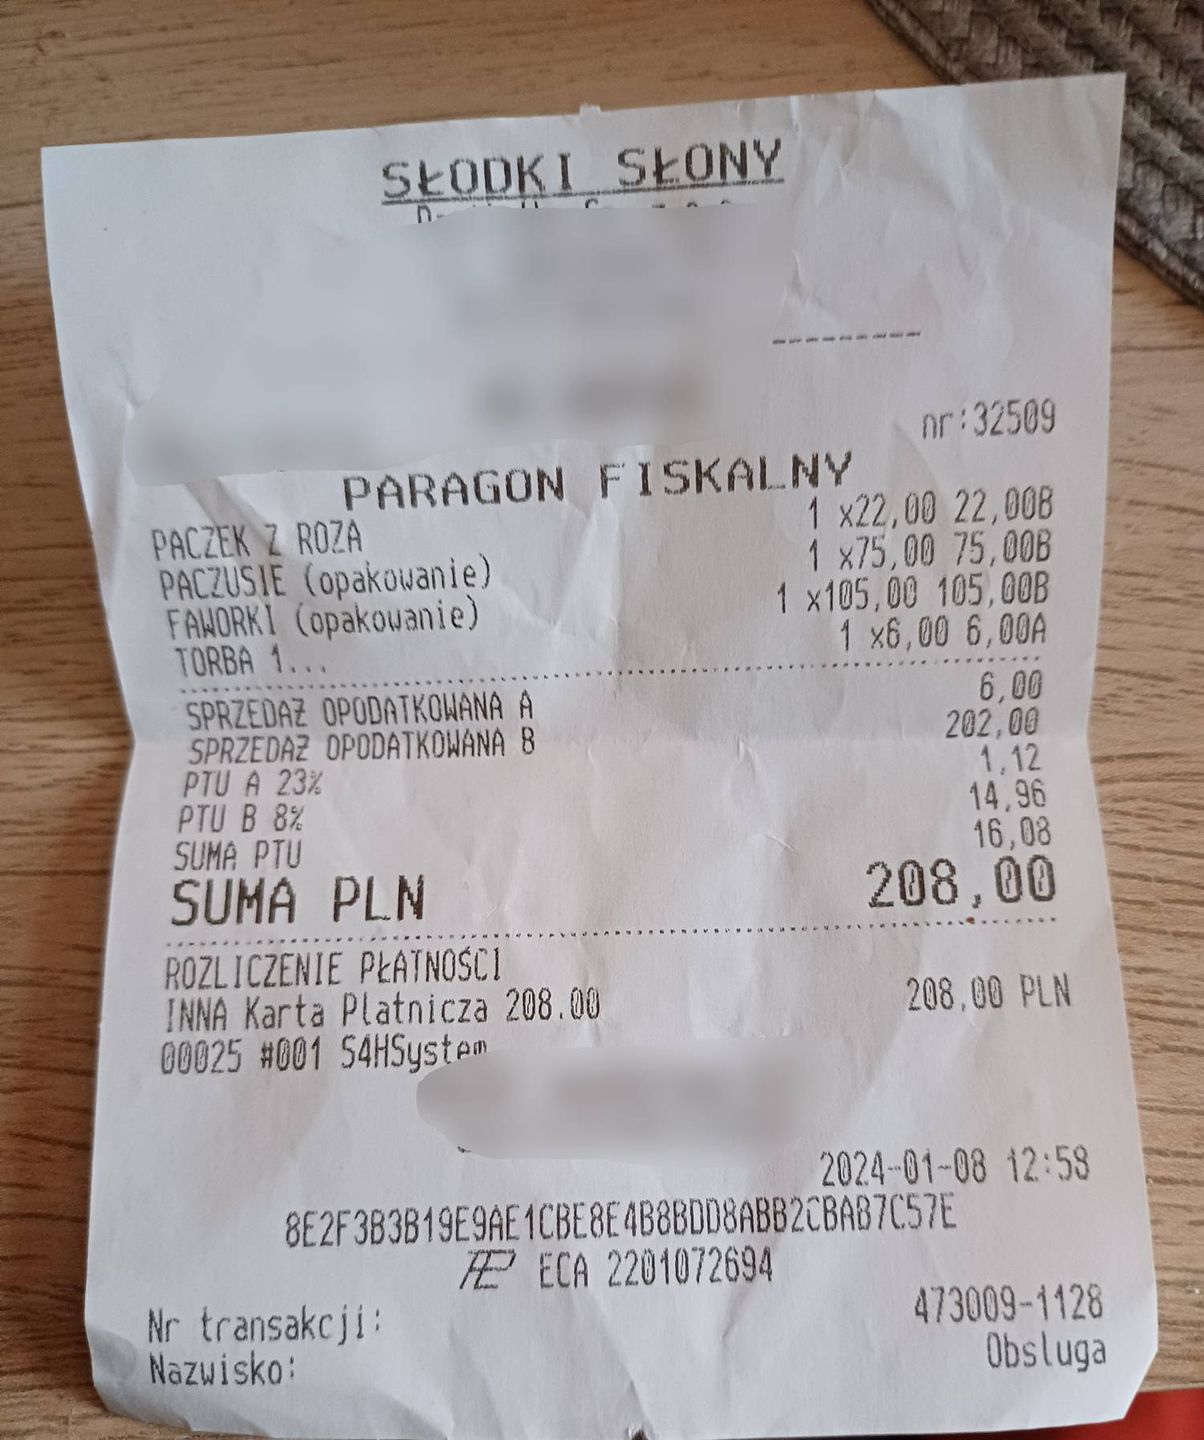 SŁODKI SŁONY
nr:32509
PARAGON FISKALNY
PACZEK Z ROZA 1 x22,00 22,00B
PACZUSIE (opakowanie) 1 x75,00 75,00B
FAWORKI (opakowanie) 1 x105,00 105,00B
TORBA 1... 1 x6,00 6,00A
SPRZEDAŻ OPODATKOWANA A 6,00
SPRZEDAŻ OPODATKOWANA B 202,00
PTU A 23% 1,12
PTU B 8% 14,96
SUMA PTU 16,08
SUMA PLN 208,00
ROZLICZENIE PŁATNOŚCI
INNA Karta Płatnicza 208.00 208,00 PLN
00025 #001 S4HSystem
2024-01-08 12:58
8E2F3B3B19E9AE1CBE8E4B8BDD8ABB2CBAB7C57E
ECA 2201072694
Nr transakcji: 473009-1128
Nazwisko: Obsługa